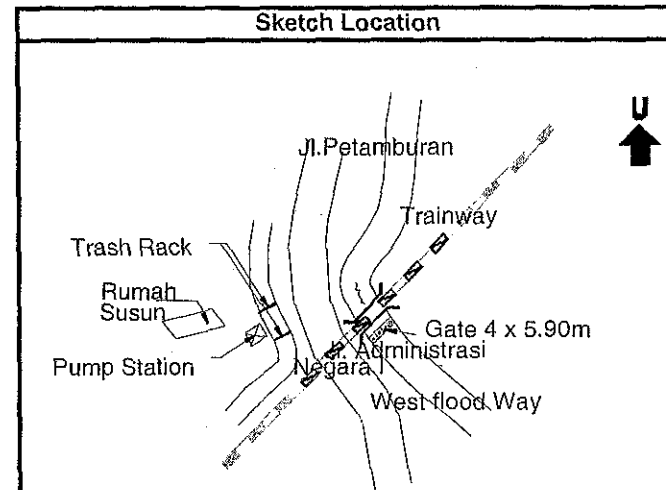 Sketch Location
U
Jl.Petamburan
Trainway
Trash Rack
Rumah
Susun
Gate 4 x 5.90m
Administrasi
Negara I
Pump Station
West flood Way